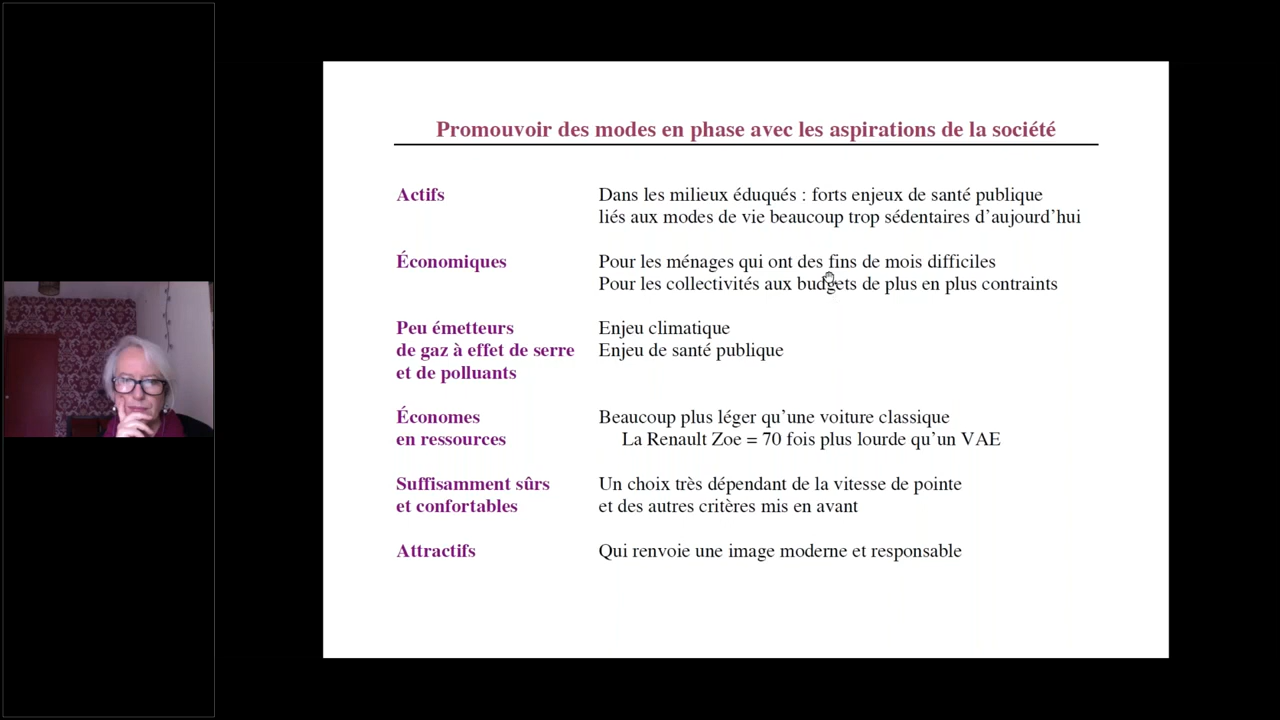 Promouvoir des modes en phase avec les aspirations de la société
Actifs
Dans les milieux éduqués : forts enjeux de santé publique
liés aux modes de vie beaucoup trop sédentaires d'aujourd'hui
Économiques
Pour les ménages qui ont des fins de mois difficiles
Pour les collectivités aux budgets de plus en plus contraints
Peu émetteurs
de gaz à effet de serre
et de polluants
Enjeu climatique
Enjeu de santé publique
Économes
en ressources
Beaucoup plus léger qu'une voiture classique
La Renault Zoe = 70 fois plus lourde qu'un VAE
Suffisamment sûrs
et confortables
Un choix très dépendant de la vitesse de pointe
et des autres critères mis en avant
Attractifs
Qui renvoie une image moderne et responsable